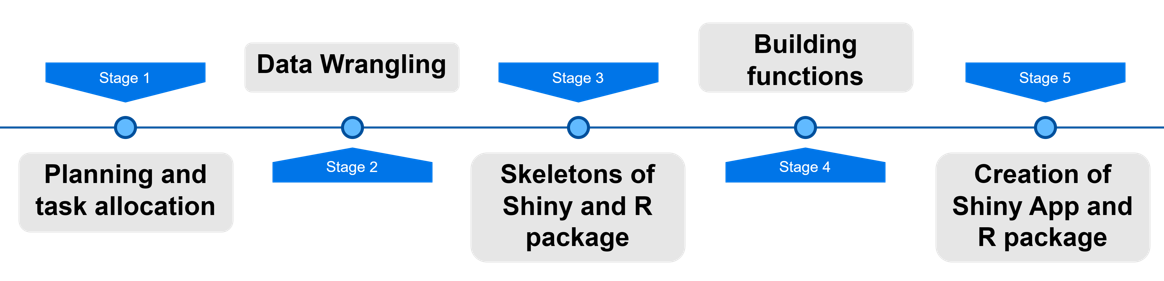 Stage 1
Planning and
task allocation
Data Wrangling
Stage 2
Stage 3
Skeletons of
Shiny and R
package
Building
functions
Stage 4
Stage 5
Creation of
Shiny App and
R package